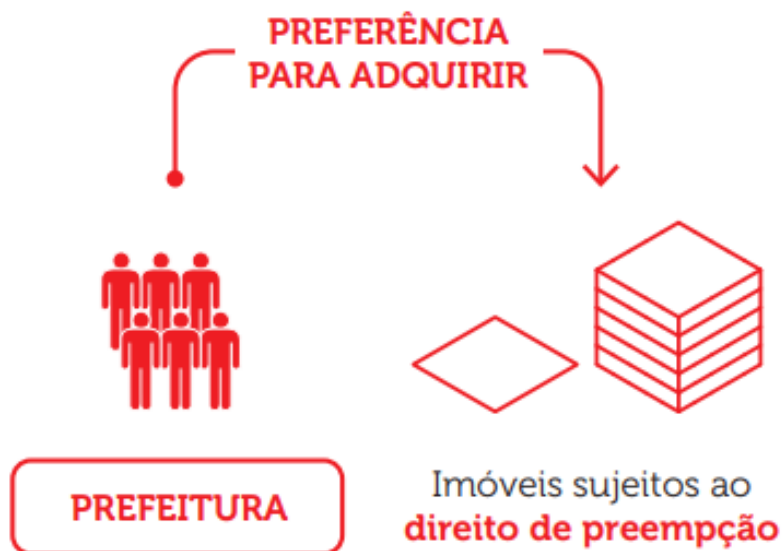 PREFERÊNCIA
PARA ADQUIRIR
PREFEITURA
Imóveis sujeitos ao
direito de preempção